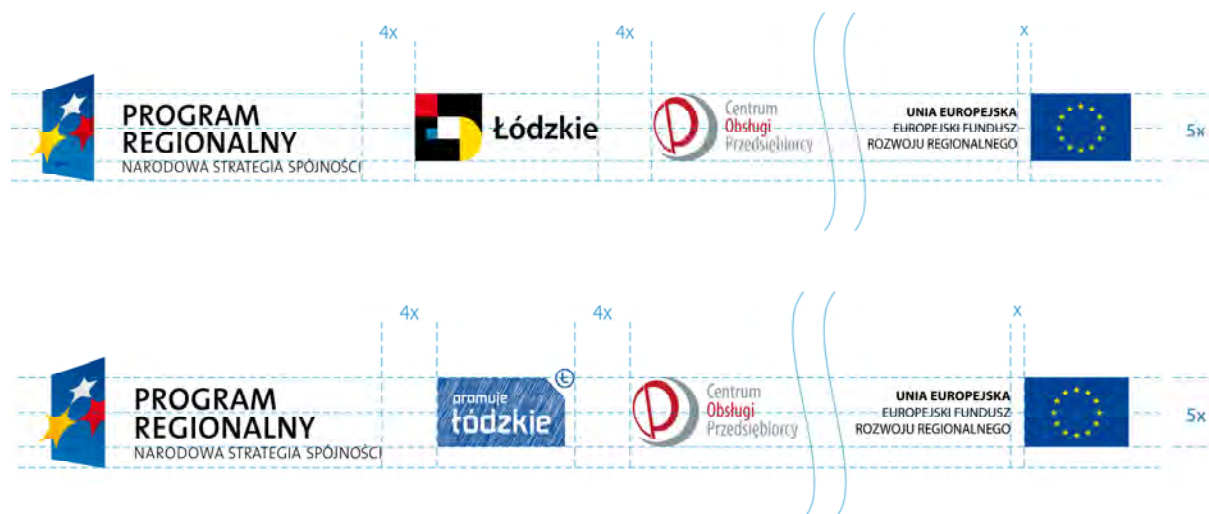 4x
4x
x
PROGRAM
REGIONALNY
NARODOWA STRATEGIA SPÓJNOŚCI
Łódzkie
Centrum
Obsługi
Przedsiębiorcy
UNIA EUROPEJSKA
EUROPEJSKI FUNDUSZ
ROZWOJU REGIONALNEGO
5x
4x
4x
x
PROGRAM
REGIONALNY
NARODOWA STRATEGIA SPÓJNOŚCI
promuje
łódzkie
Ł
Centrum
Obsługi
Przedsiębiorcy
UNIA EUROPEJSKA
EUROPEJSKI FUNDUSZ
ROZWOJU REGIONALNEGO
5x